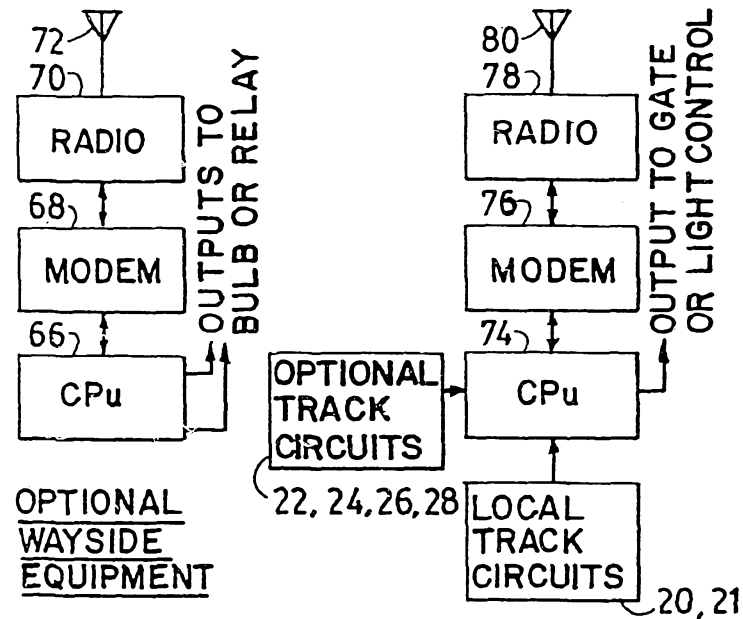 72
70
RADIO
68
MODEM
66
CPu
OUTPUTS TO
BULB OR RELAY
OPTIONAL
WAYSIDE
EQUIPMENT
80
78
RADIO
76
MODEM
74
CPu
OUTPUT TO GATE
OR LIGHT CONTROL
OPTIONAL
TRACK
CIRCUITS
22, 24, 26, 28
LOCAL
TRACK
CIRCUITS
20, 21